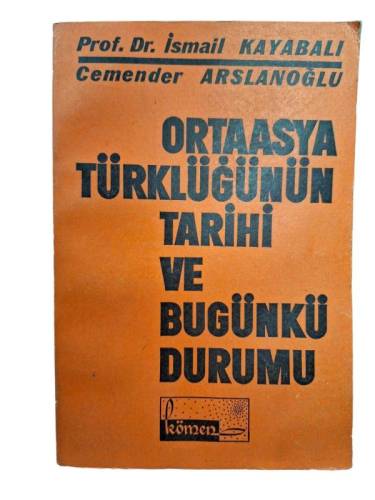 Prof. Dr. İsmail KAYABALI
Cemender ARSLANOĞLU
ORTAASYA
TÜRKLÜĞÜNÜN
TARİHİ
VE
BUGÜNKÜ
DURUMU
kömen